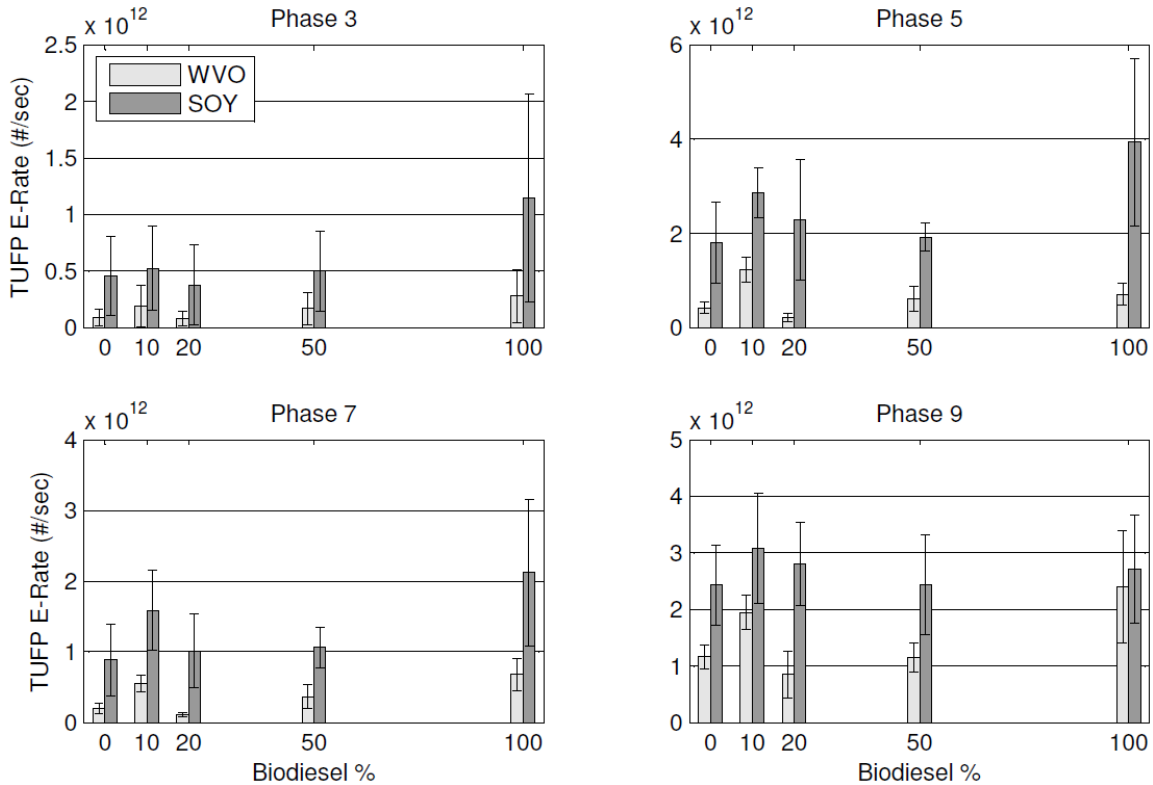 x 10^12
Phase 3
2.5
2
1.5
1
0.5
0
TUFP E-Rate (#/sec)
WVO
SOY
0 10 20 50 100
x 10^12
Phase 5
6
4
2
0
0 10 20 50 100
x 10^12
Phase 7
4
3
2
1
0
TUFP E-Rate (#/sec)
0 10 20 50 100
Biodiesel %
x 10^12
Phase 9
5
4
3
2
1
0
0 10 20 50 100
Biodiesel %